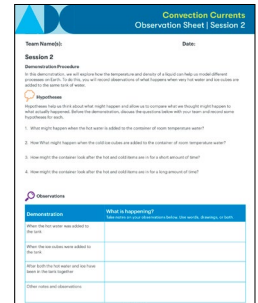 Convection Currents
Observation Sheet | Session 2
Team Name(s):
Date:
Session 2
Demonstration/Procedure
In this demonstration, we will explore how the temperature and density of a liquid can help us model different
processes on Earth. To do this, you will record observations of what happens when very hot water and ice cubes are
added to the same tank of water.
Hypotheses
Hypotheses help us think about what might happen and allow us to compare what we thought might happen to
what actually happened. Before the demonstration, discuss the questions below with your team and record some
hypotheses for each.
1. What might happen when the hot water is added to the container of room temperature water?
2. How What might happen when the cold ice cubes are added to the container of room temperature water?
3. How might the container look after the hot and cold items are in for a short amount of time?
4. How might the container look after the hot and cold items are in for a long amount of time?
Observations
Demonstration
What is happening?
Take notes on your observations below. Use words, drawings, or both.
When the hot water was added to
the tank
When the ice cubes were added to
the tank
After both the hot water and ice have
been in the tank together
Other notes and observations